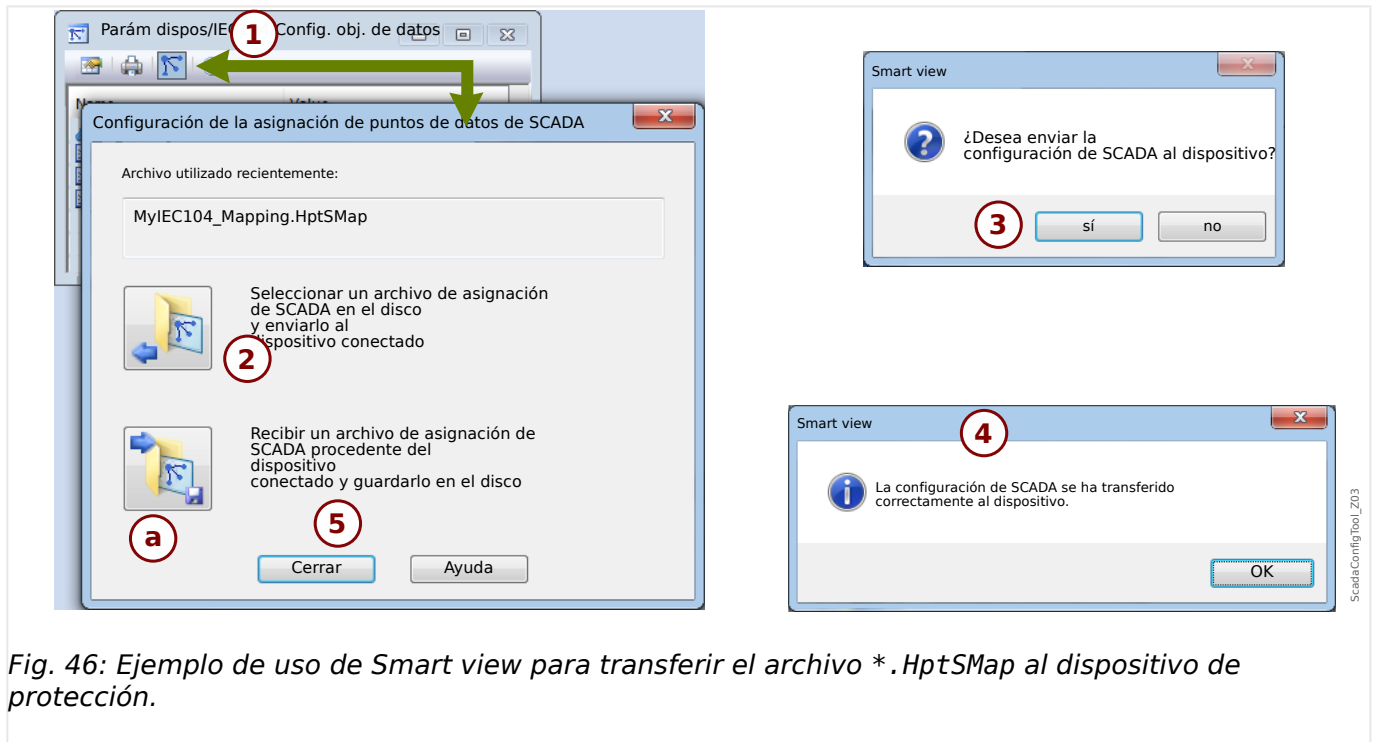 Parám dispos/IE
1
Config. obj. de datos
Configuración de la asignación de puntos de datos de SCADA
Archivo utilizado recientemente:
MyIEC104_Mapping.HptSMap
Seleccionar un archivo de asignación
de SCADA en el disco
y enviarlo al
dispositivo conectado
2
Recibir un archivo de asignación de
SCADA procedente del
dispositivo
conectado y guardarlo en el disco
a
5
Cerrar
Ayuda
Smart view
¿Desea enviar la
configuración de SCADA al dispositivo?
3
sí
no
Smart view
4
La configuración de SCADA se ha transferido
correctamente al dispositivo.
OK
ScadaConfigTool_Z03
Fig. 46: Ejemplo de uso de Smart view para transferir el archivo *.HptSMap al dispositivo de
protección.